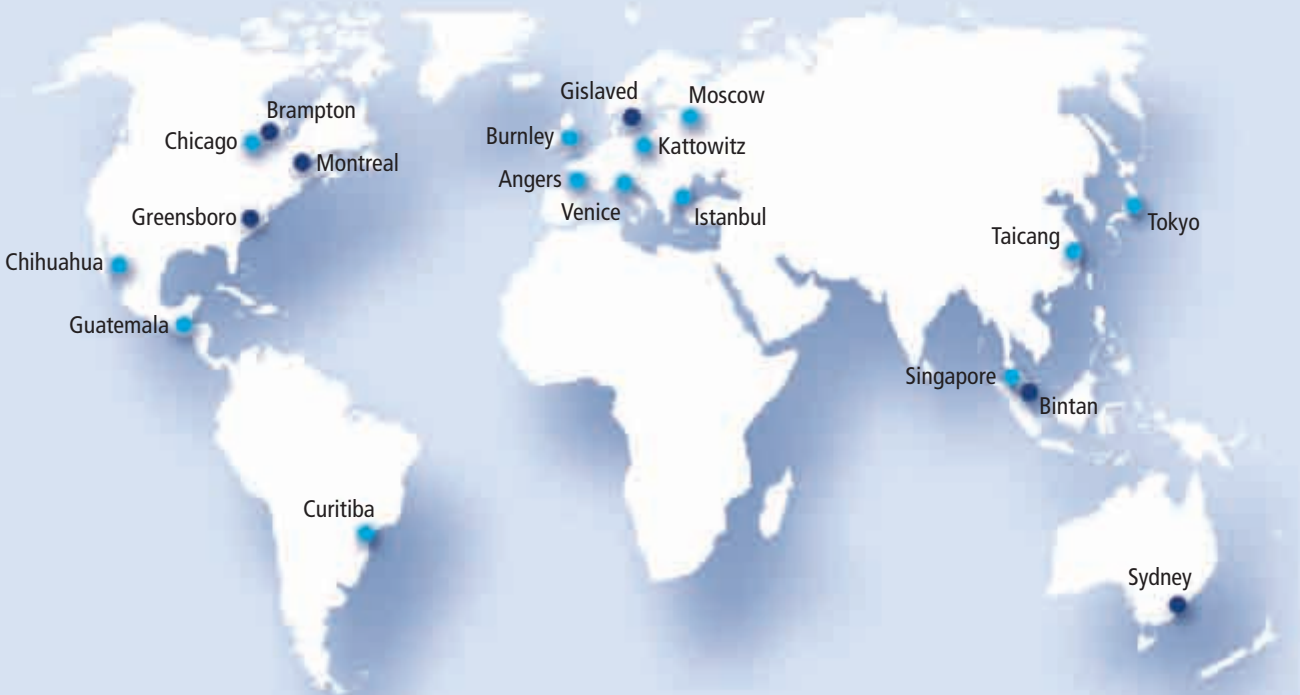 Gislaved
Moscow
Brampton
Burnley
Chicago
Kattowitz
Montreal
Angers
Venice
Istanbul
Greensboro
Tokyo
Taicang
Chihuahua
Guatemala
Singapore
Bintan
Curitiba
Sydney